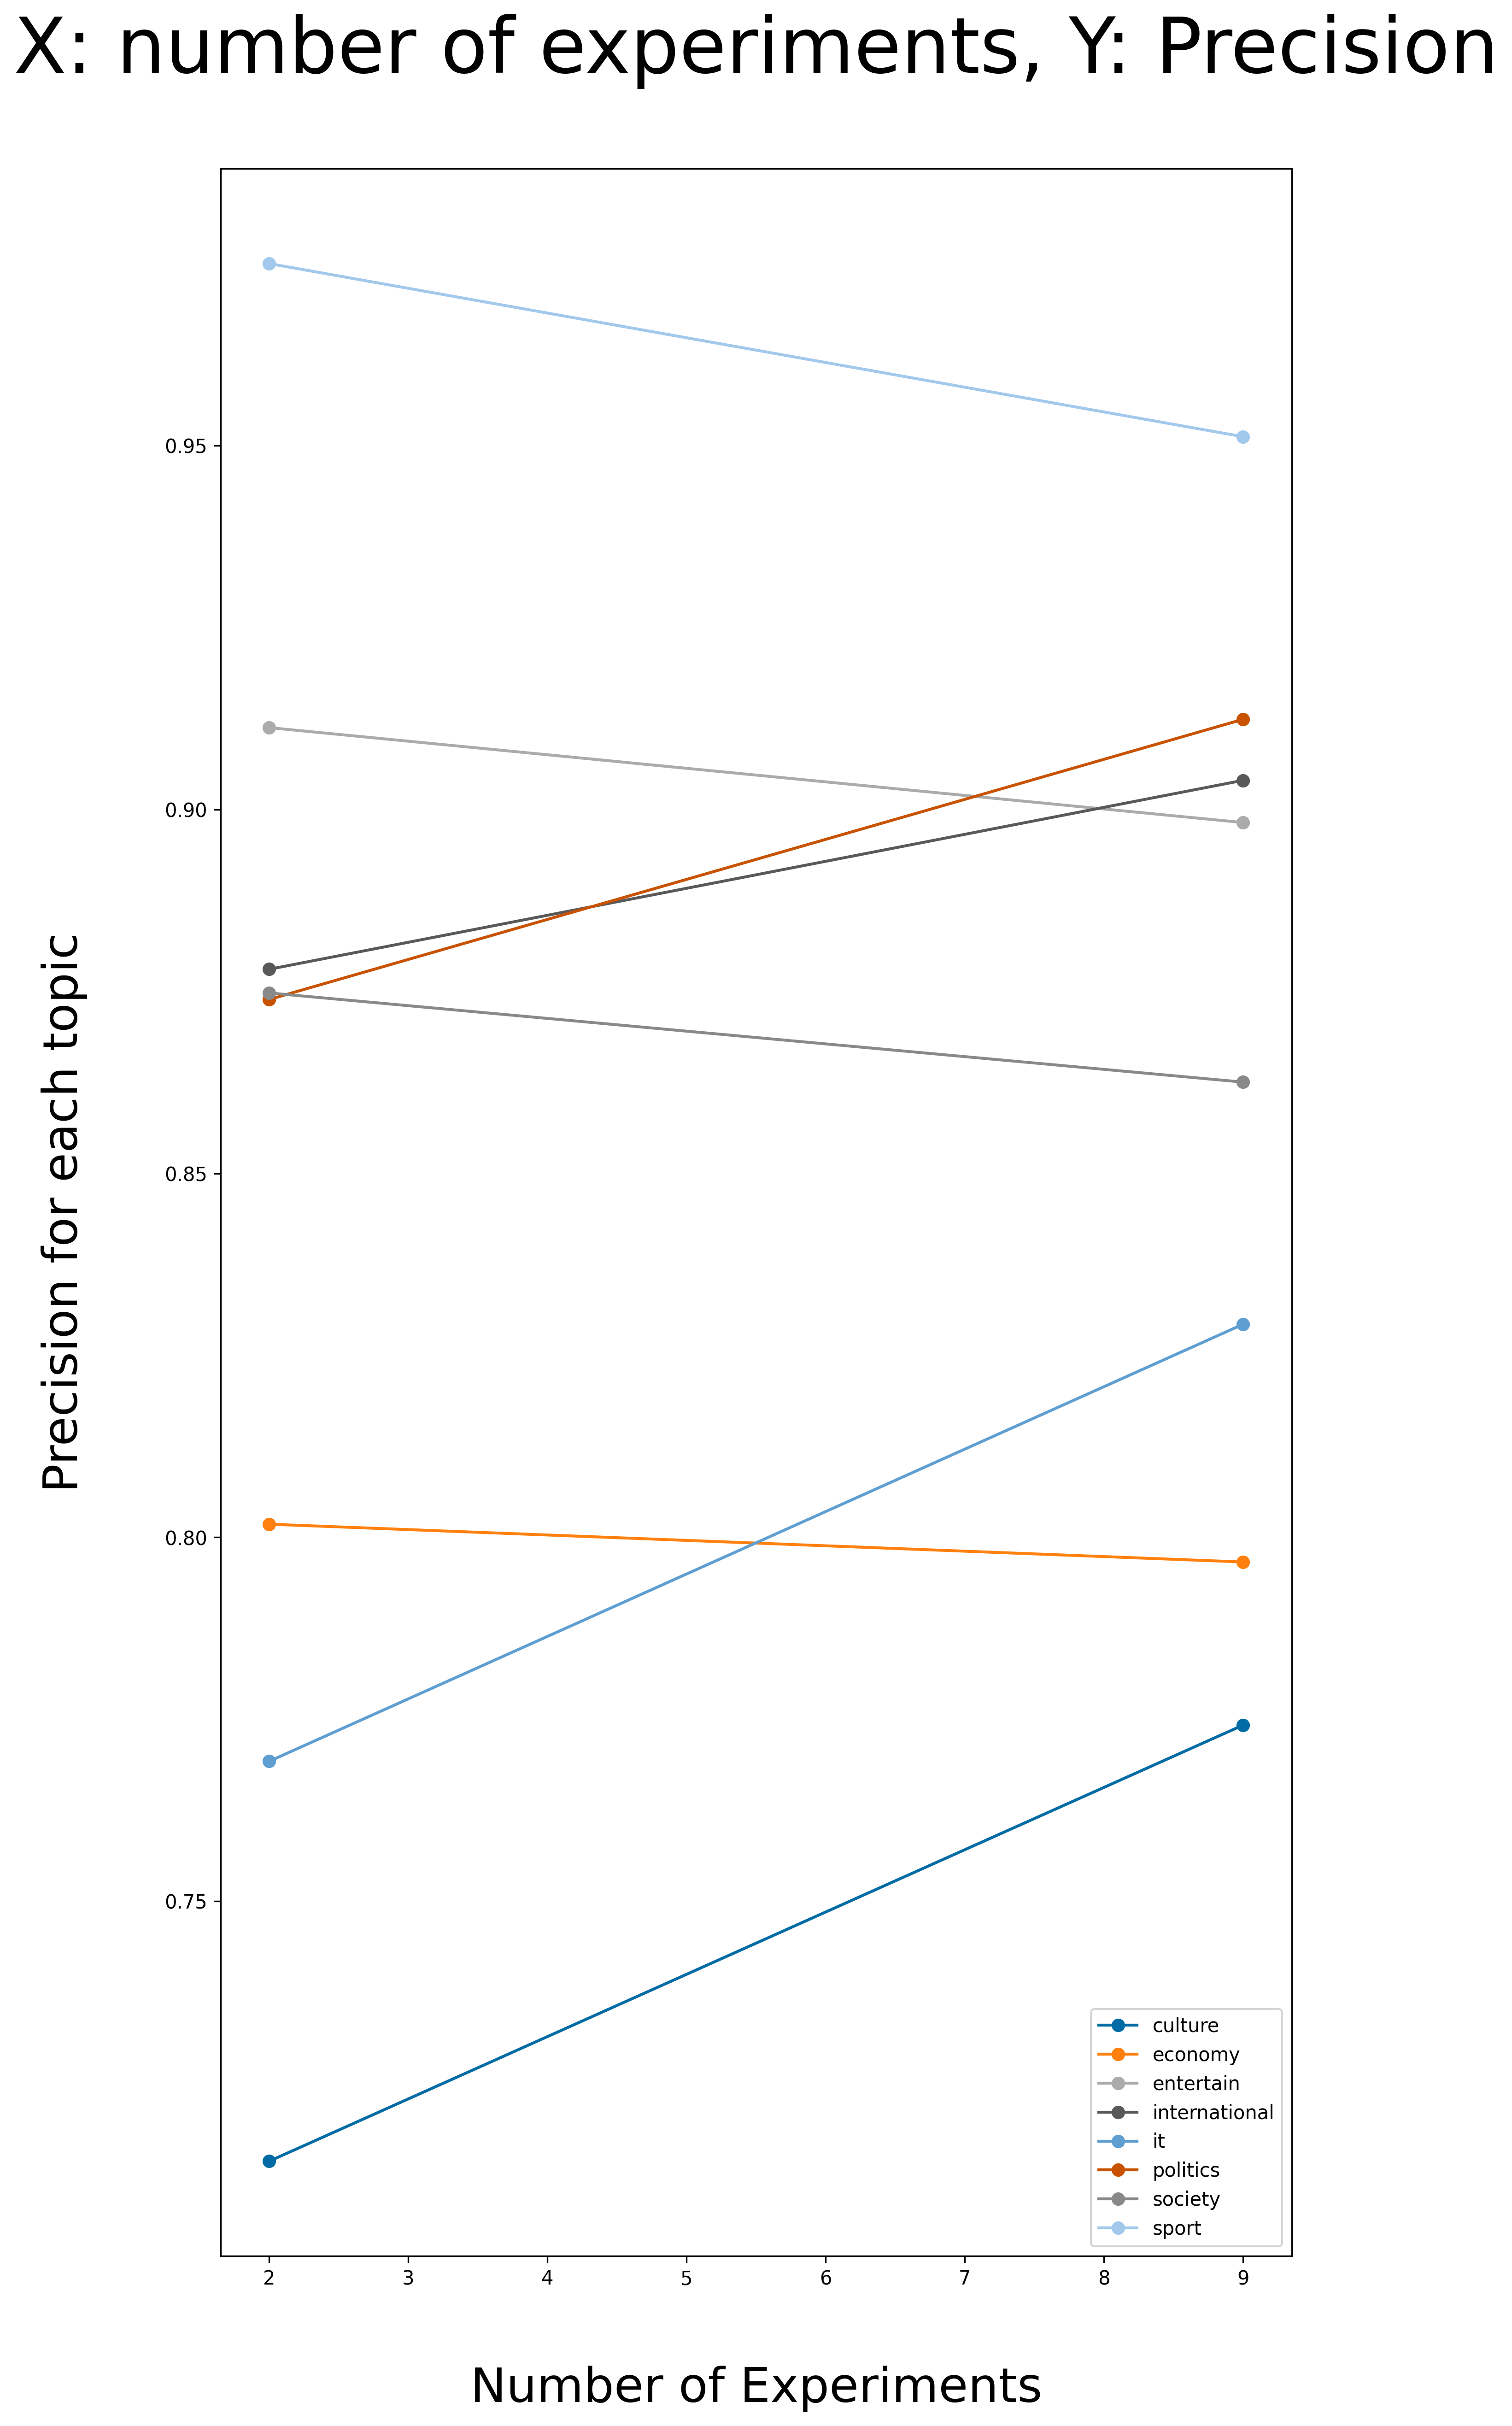 X: number of experiments, Y: Precision
Precision for each topic
0.95
0.90
0.85
0.80
0.75
culture
economy
entertain
international
it
politics
society
sport
2 3 4 5 6 7 8 9
Number of Experiments